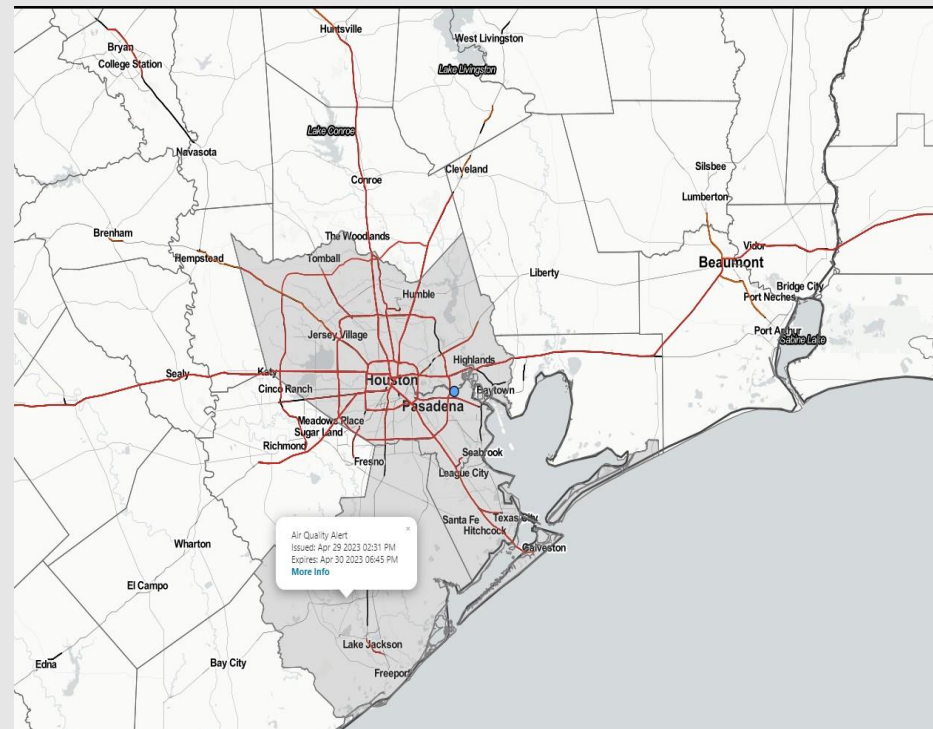 Huntsville
West Livingston
Bryan
College Station
Lake Livingston
Lake Conroe
Navasota
Cleveland
Silsbee
Conroe
Lumberton
Brenham
The Woodlands
Vidor
Hempstead
Tomball
Beaumont
Liberty
Bridge City
Humble
Port Neches
Jersey Village
Port Arthur
Sabine Lake
Highlands
Sealy
Katy
Houston
Cinco Ranch
Baytown
Pasadena
Meadows Place
Sugar Land
Richmond
Seabrook
Fresno
League City
Santa Fe
Texas City
Hitchcock
Galveston
×
Air Quality Alert
Issued: Apr 29 2023 02:31 PM
Expires: Apr 30 2023 06:45 PM
More Info
Wharton
El Campo
Lake Jackson
Edna
Bay City
Freeport